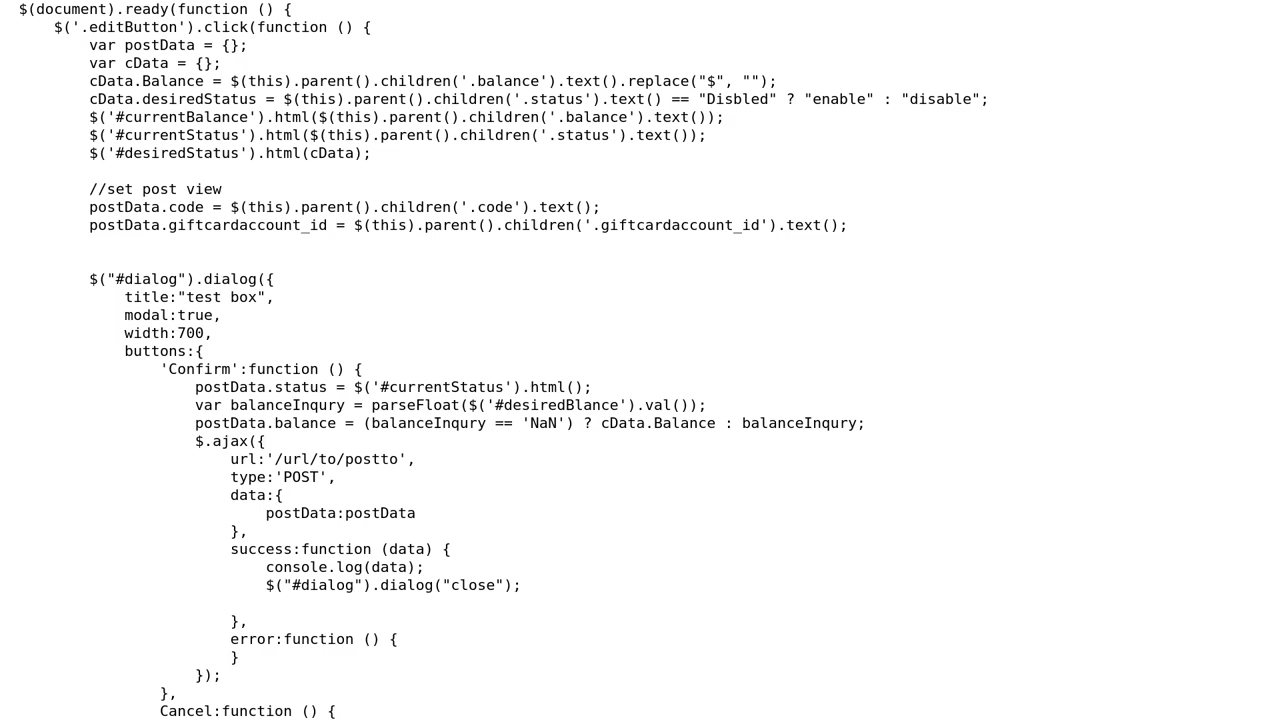 $(document).ready(function () {
$('.editButton').click(function () {
var postData = {};
var cData = {};
cData.Balance = $(this).parent().children('.balance').text().replace("$", "");
cData.desiredStatus = $(this).parent().children('.status').text() == "Disbled" ? "enable" : "disable";
$('#currentBalance').html($(this).parent().children('.balance').text());
$('#currentStatus').html($(this).parent().children('.status').text());
$('#desiredStatus').html(cData);
//set post view
postData.code = $(this).parent().children('.code').text();
postData.giftcardaccount_id = $(this).parent().children('.giftcardaccount_id').text();
$("#dialog").dialog({
title:"test box",
modal:true,
width:700,
buttons:{
'Confirm':function () {
postData.status = $('#currentStatus').html();
var balanceInqury = parseFloat($('#desiredBlance').val());
postData.balance = (balanceInqury == 'NaN') ? cData.Balance : balanceInqury;
$.ajax({
url:'/url/to/postto',
type:'POST',
data:{
postData:postData
},
success:function (data) {
console.log(data);
$("#dialog").dialog("close");
},
error:function () {
}
});
},
Cancel:function () {